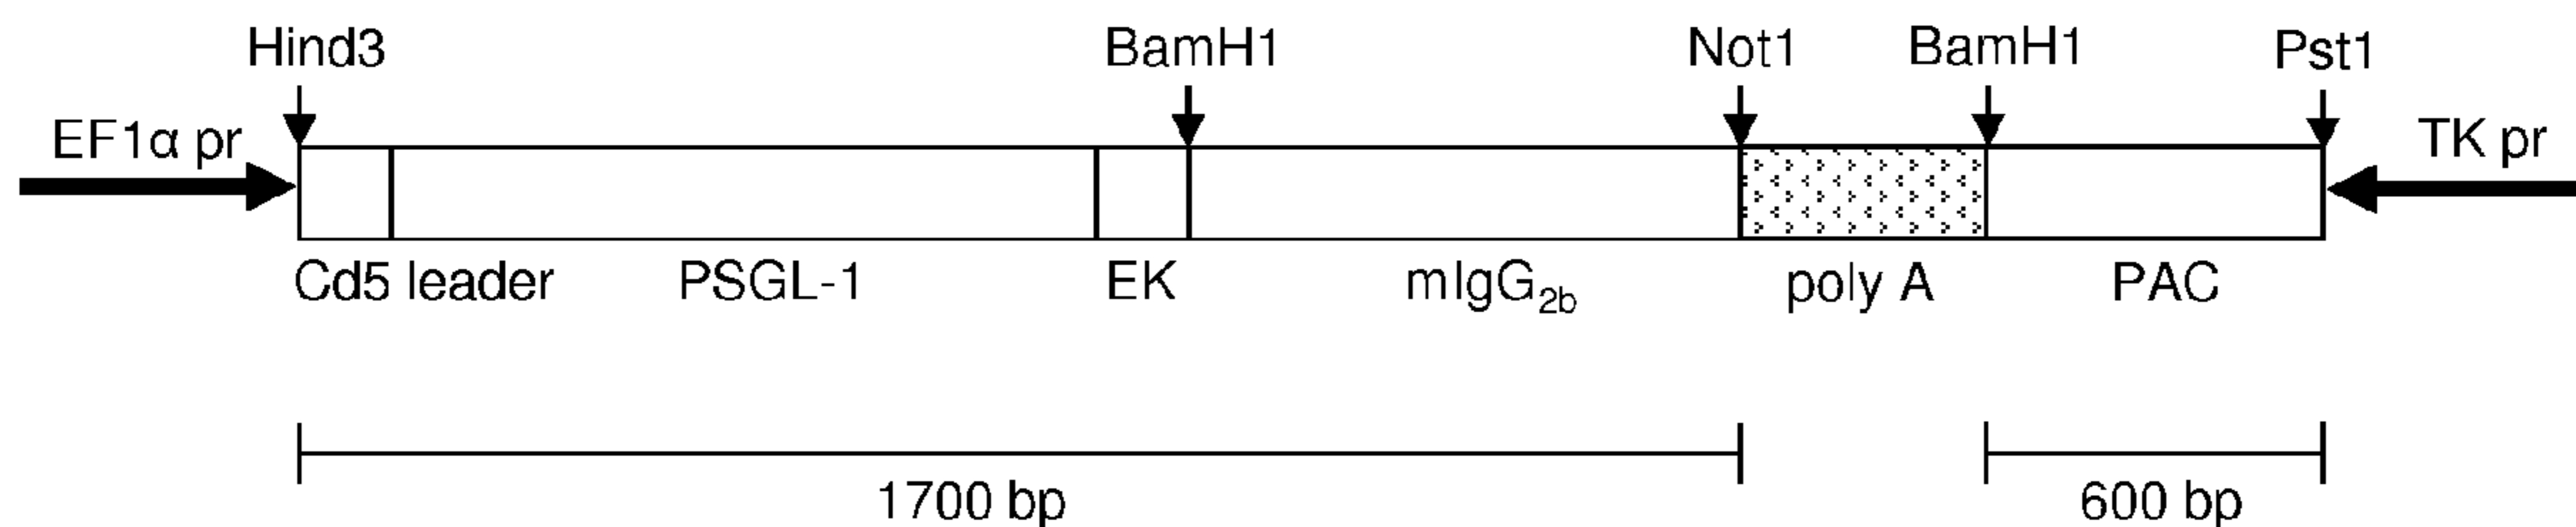 Hind3 BamH1 Not1 BamH1 Pst1
EF1α pr TK pr
Cd5 leader PSGL-1 EK mIgG2b poly A PAC
1700 bp 600 bp